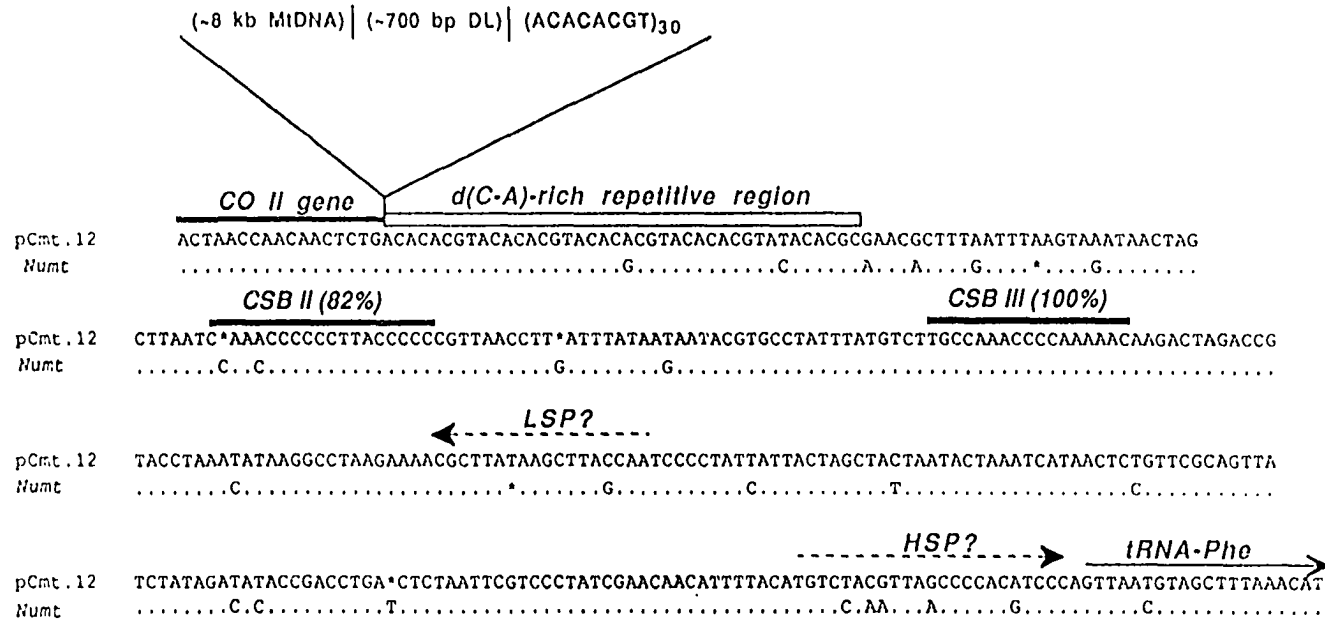 (~8 kb MtDNA) | (~700 bp DL) | (ACACACGT)30
CO II gene d(C-A)-rich repetitive region
pCmt.12 ACTAACCAACAACTCTGACACACGTACACACGTACACACGTACACACGTATACACGCGAACGCTTTAATTTAAGTAAATAACTAG
Numt .....................................G............C......A...A....G....*....G........
CSB II (82%) CSB III (100%)
pCmt.12 CTTAATC*AAACCCCCCTTACCCCCCGTTAACCTT*ATTTATAATAATACGTGCCTATTTATGTCTTGCCAAACCCCAAAAACAAGACTAGACCG
Numt .......C..C........................G........G..................................................
LSP?
pCmt.12 TACCTAAATATAAGGCCTAAGAAAACGCTTATAAGCTTACCAATCCCCTATTATTACTAGCTACTAATACTAAATCATAACTCTGTTCGCAGTTA
Numt ........C......................*.......G...........C...........T...................C...........
HSP? tRNA-Phe
pCmt.12 TCTATAGATATACCGACCTGA*CTCTAATTCGTCCCTATCGAACAACATTTTACATGTCTACGTTAGCCCCACATCCCAGTTAATGTAGCTTTAAACAT
Numt ........C.C..........T.....................................C.AA...A......G..........C..............